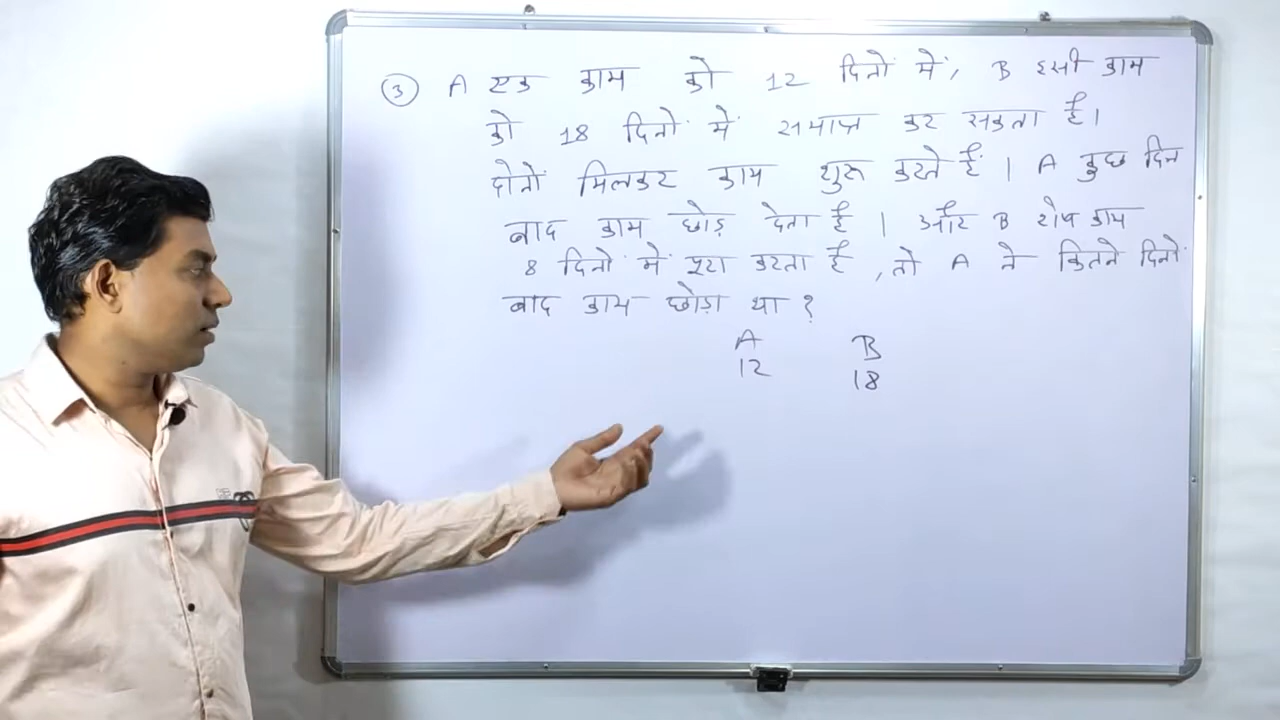 ③ A एक काम को 12 दिनों में, B इसी काम
को 18 दिनों में समाप्त कर सकता है।
दोनों मिलकर काम शुरू करते हैं | A कुछ दिन
बाद काम छोड़ देता है | और B शेष काम
8 दिनों में पूरा करता है, तो A ने कितने दिनों
बाद काम छोड़ा था ?
A B
12 18